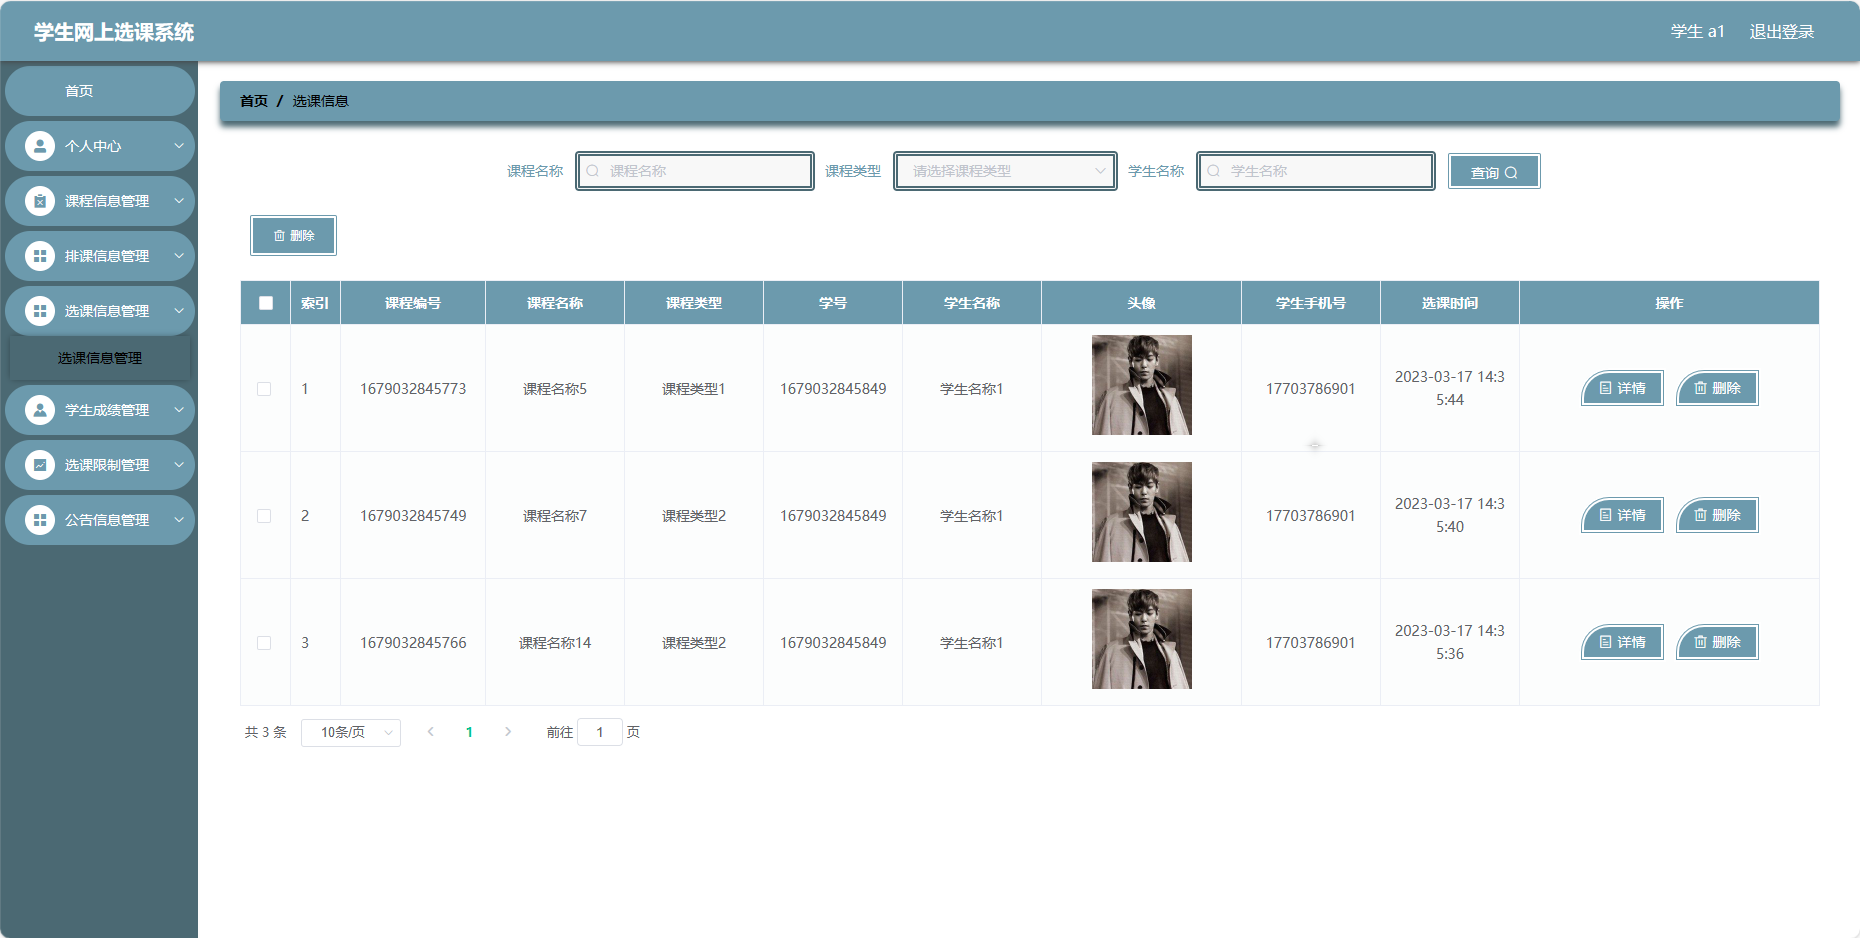 学生网上选课系统
学生 a1 退出登录
首页
个人中心
课程信息管理
排课信息管理
选课信息管理
选课信息管理
学生成绩管理
选课限制管理
公告信息管理
首页 / 选课信息
课程名称 课程名称 课程类型 请选择课程类型 学生名称 学生名称 查询
删除
索引 课程编号 课程名称 课程类型 学号 学生名称 头像 学生手机号 选课时间 操作
1 1679032845773 课程名称5 课程类型1 1679032845849 学生名称1 17703786901 2023-03-17 14:3
5:44 详情 删除
2 1679032845749 课程名称7 课程类型2 1679032845849 学生名称1 17703786901 2023-03-17 14:3
5:40 详情 删除
3 1679032845766 课程名称14 课程类型2 1679032845849 学生名称1 17703786901 2023-03-17 14:3
5:36 详情 删除
共 3 条 10条/页 1 前往 1 页